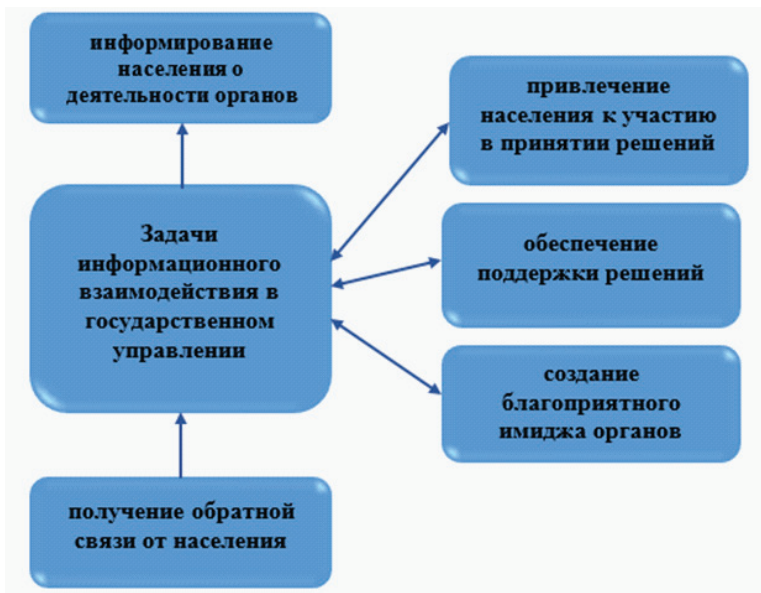 информирование
населения о
деятельности органов
привлечение
населения к участию
в принятии решений
Задачи
информационного
взаимодействия в
государственном
управлении
обеспечение
поддержки решений
создание
благоприятного
имиджа органов
получение обратной
связи от населения